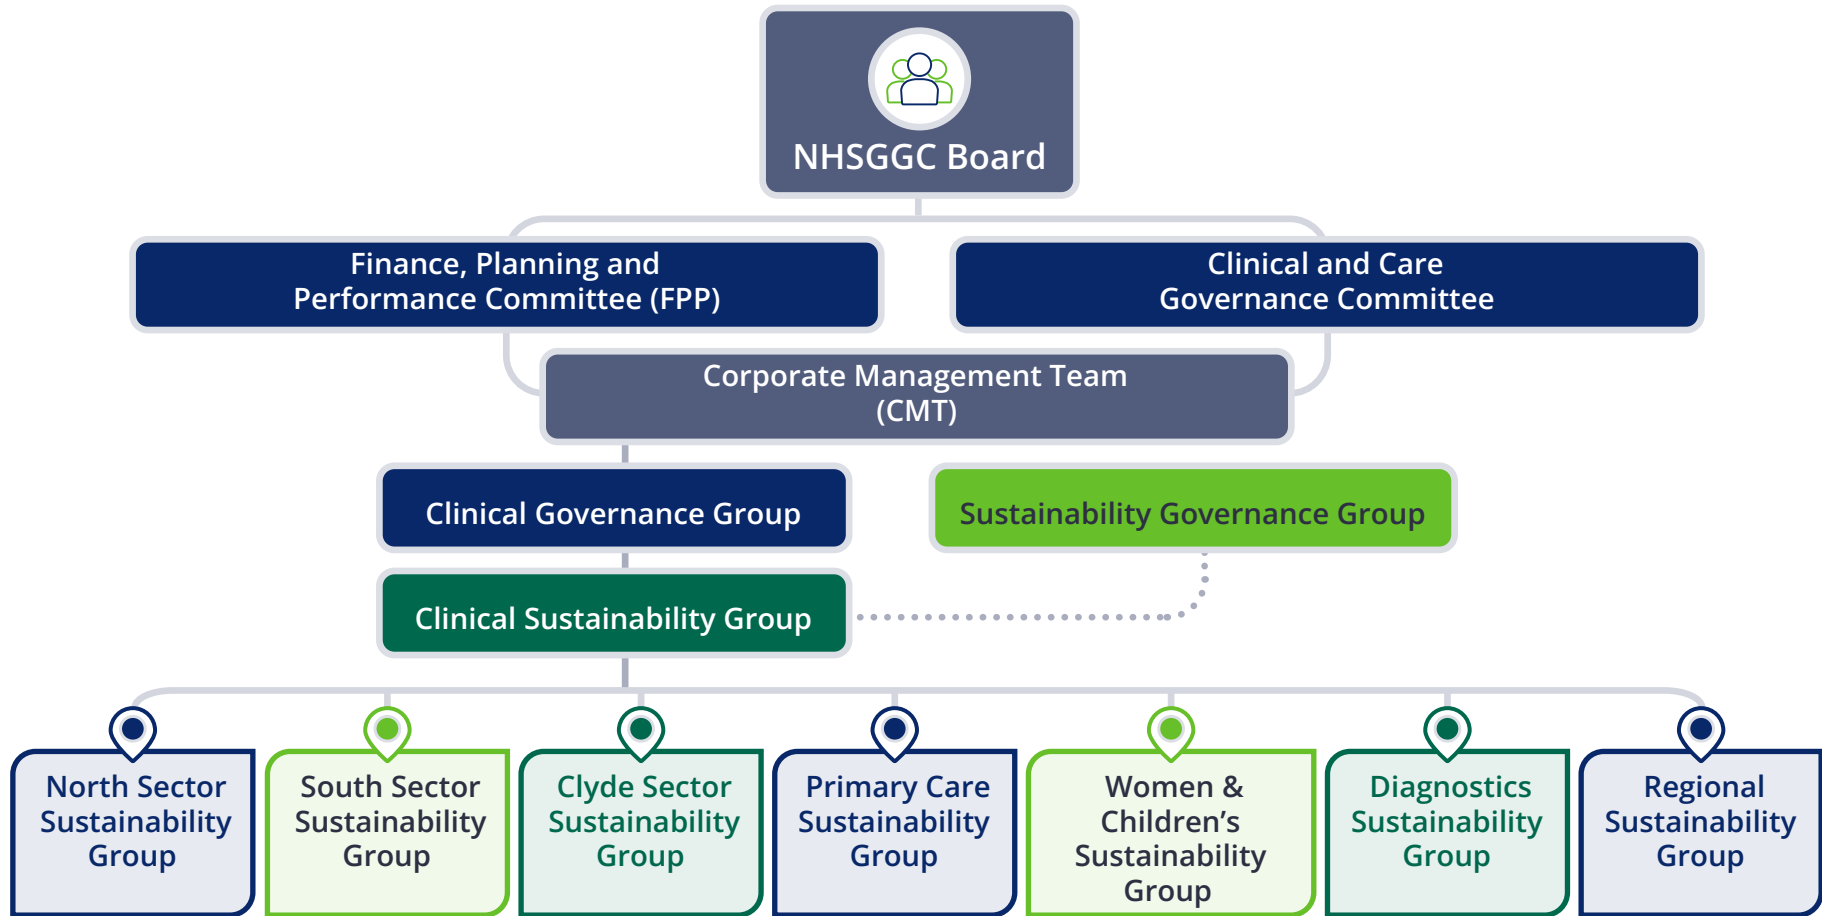 NHSGGC Board
Finance, Planning and
Performance Committee (FPP)
Clinical and Care
Governance Committee
Corporate Management Team
(CMT)
Clinical Governance Group
Sustainability Governance Group
Clinical Sustainability Group
North Sector
Sustainability
Group
South Sector
Sustainability
Group
Clyde Sector
Sustainability
Group
Primary Care
Sustainability
Group
Women &
Children’s
Sustainability
Group
Diagnostics
Sustainability
Group
Regional
Sustainability
Group